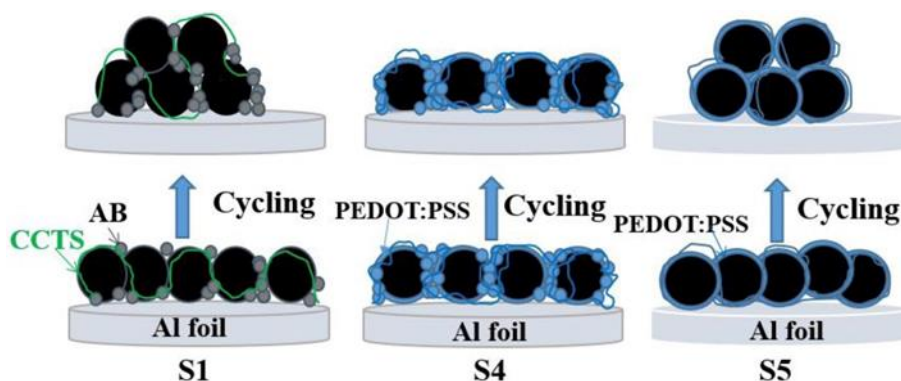 Cycling
Cycling
Cycling
AB
CCTS
PEDOT:PSS
PEDOT:PSS
Al foil
Al foil
Al foil
S1
S4
S5